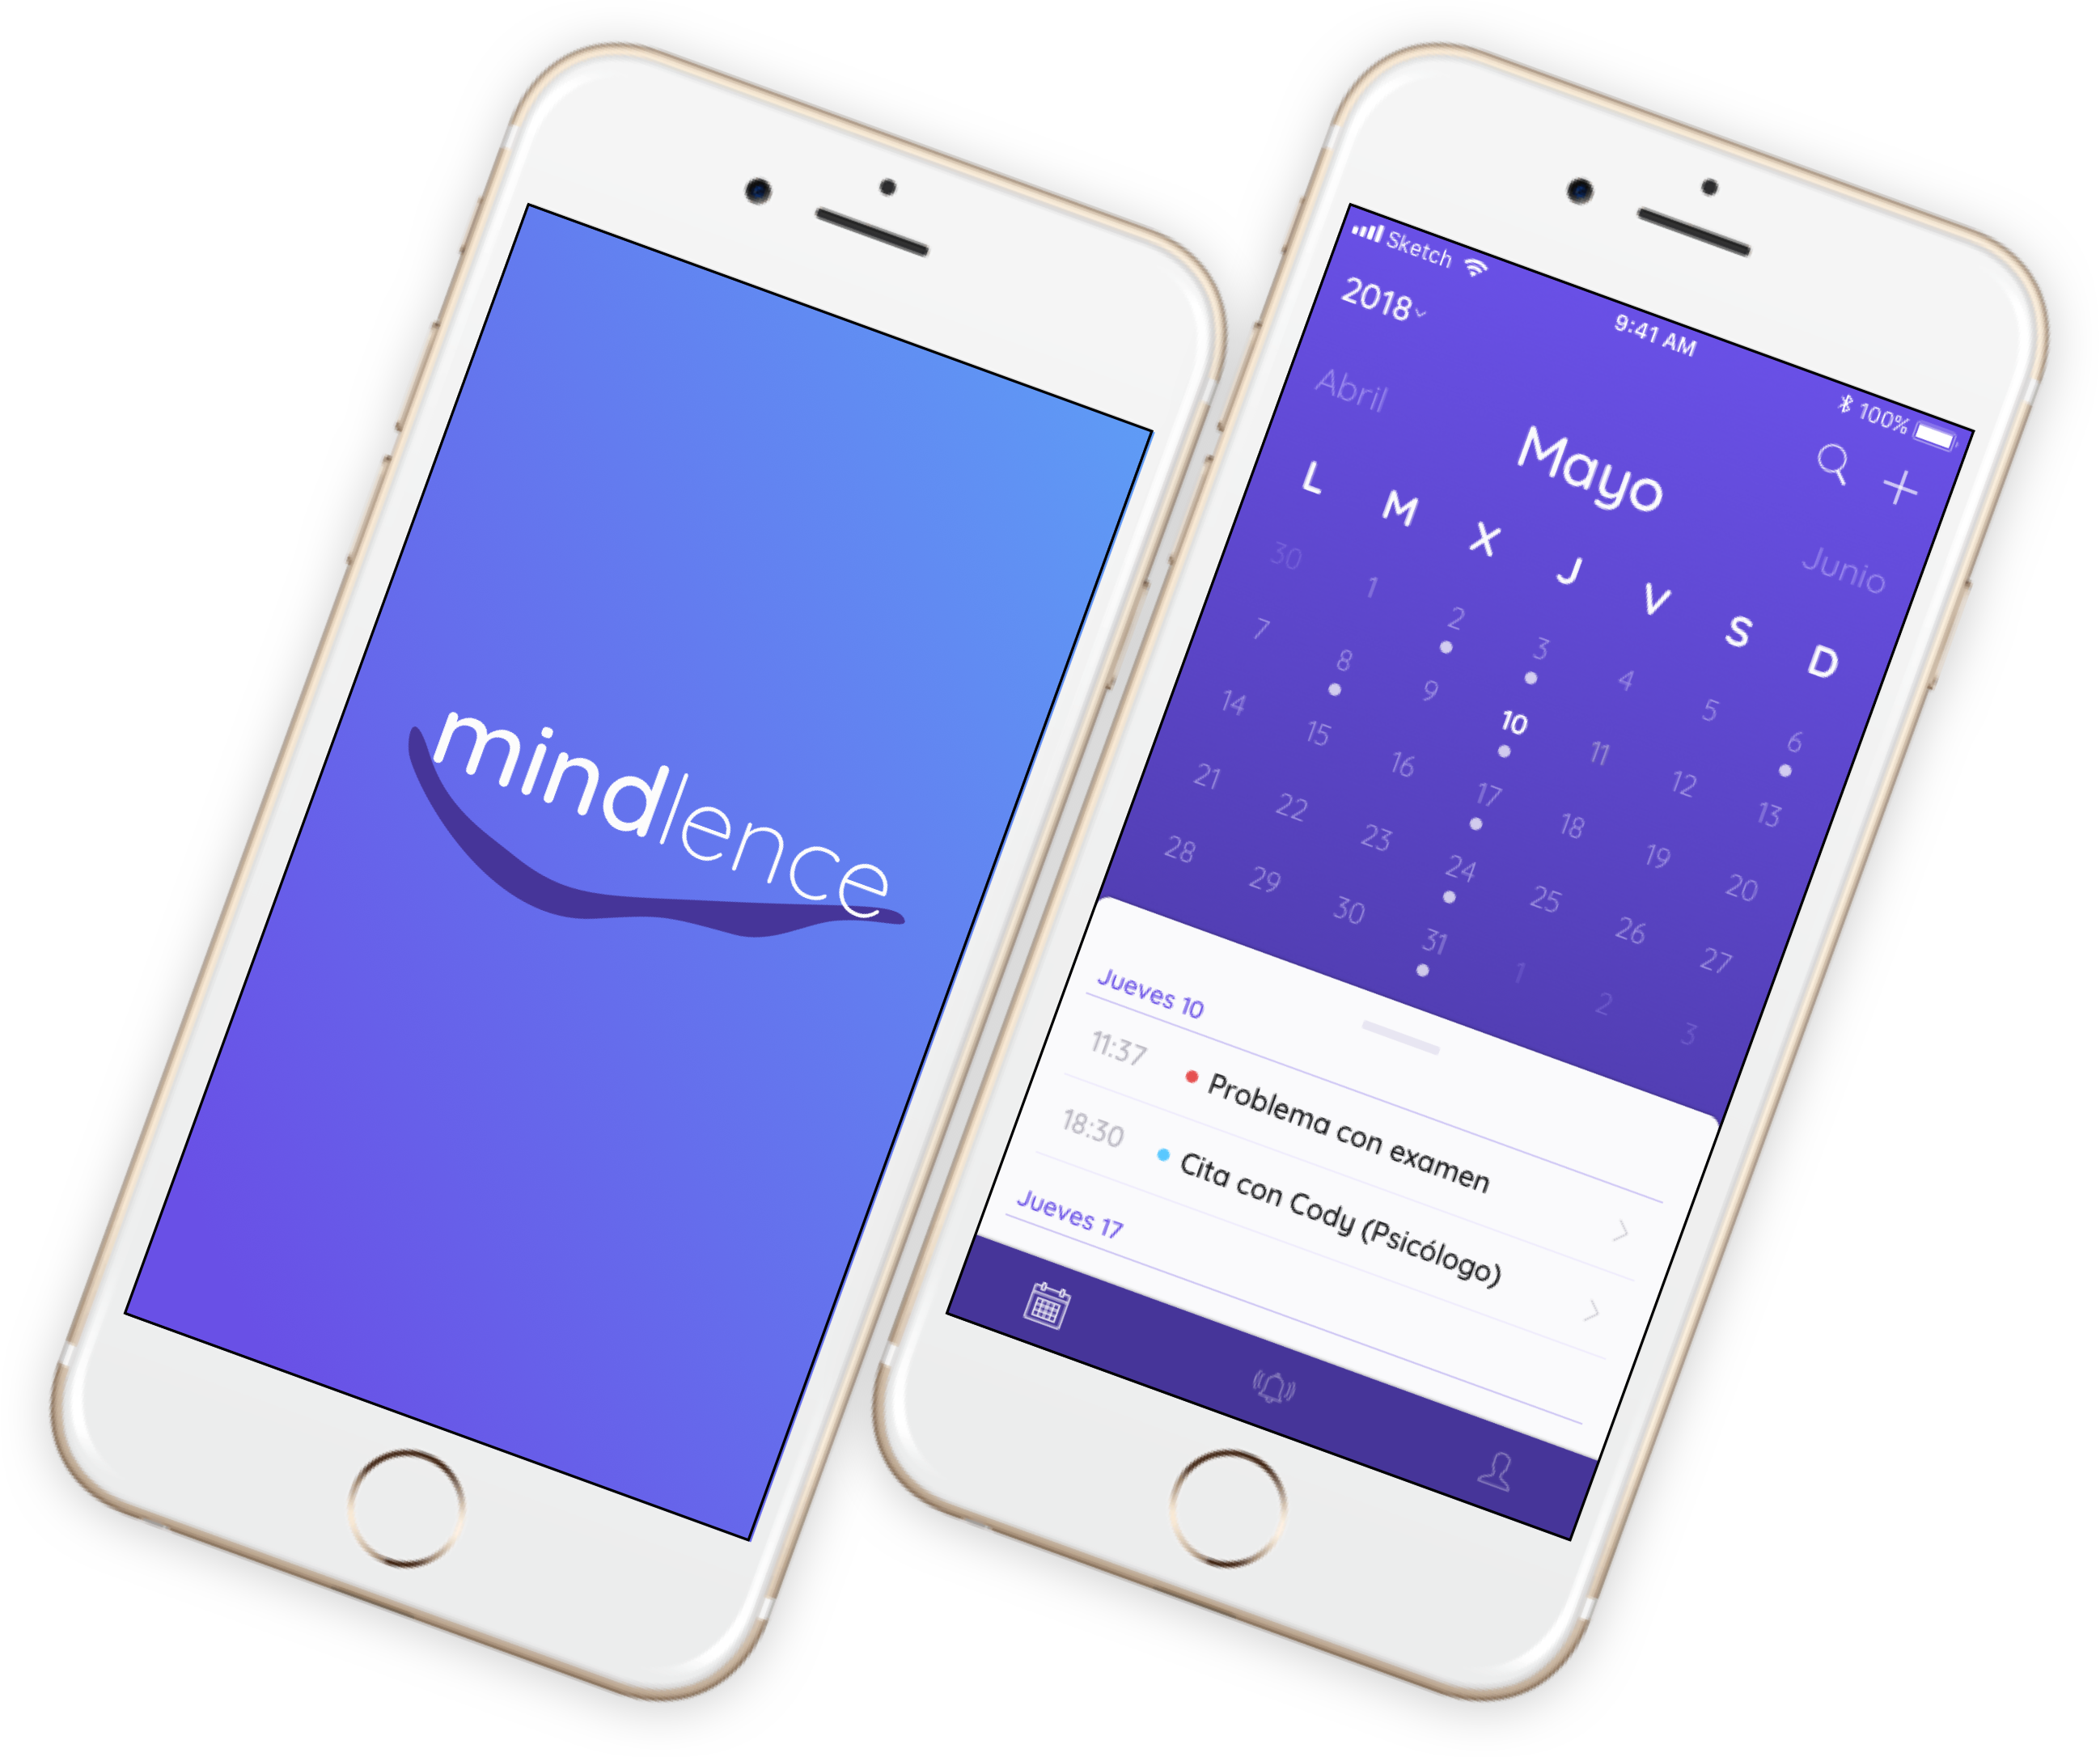 mindlence
Sketch 9:41 AM 100%
2018
Abril Mayo Junio
L M X J V S D
30 1 2 3 4 5 6
7 8 9 10 11 12 13
14 15 16 17 18 19 20
21 22 23 24 25 26 27
28 29 30 31 1 2 3
Jueves 10
11:37 Problema con examen
18:30 Cita con Cody (Psicólogo)
Jueves 17